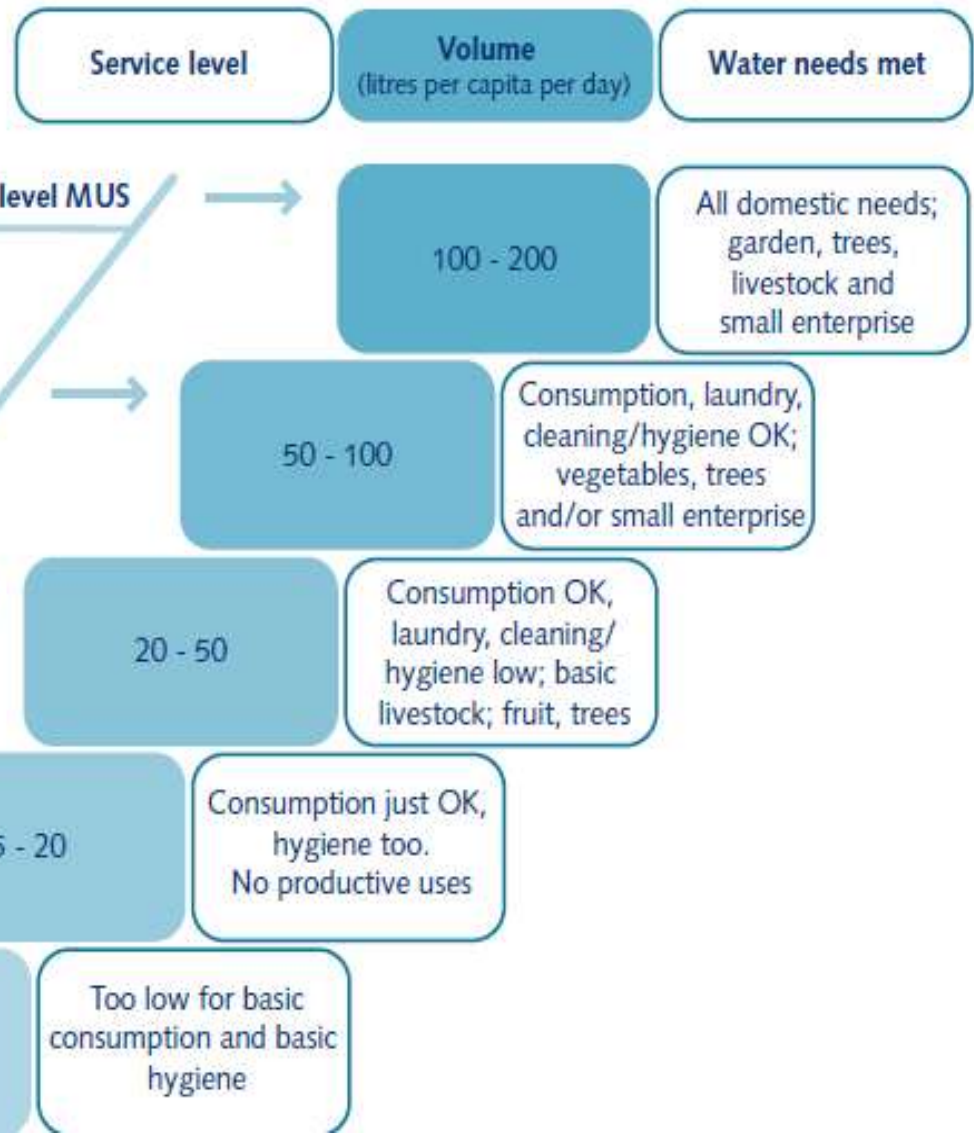 Service level
Volume
(litres per capita per day)
Water needs met
level MUS
100 - 200
All domestic needs;
garden, trees,
livestock and
small enterprise
50 - 100
Consumption, laundry,
cleaning/hygiene OK;
vegetables, trees
and/or small enterprise
20 - 50
Consumption OK,
laundry, cleaning/
hygiene low; basic
livestock; fruit, trees
- 20
Consumption just OK,
hygiene too.
No productive uses
Too low for basic
consumption and basic
hygiene